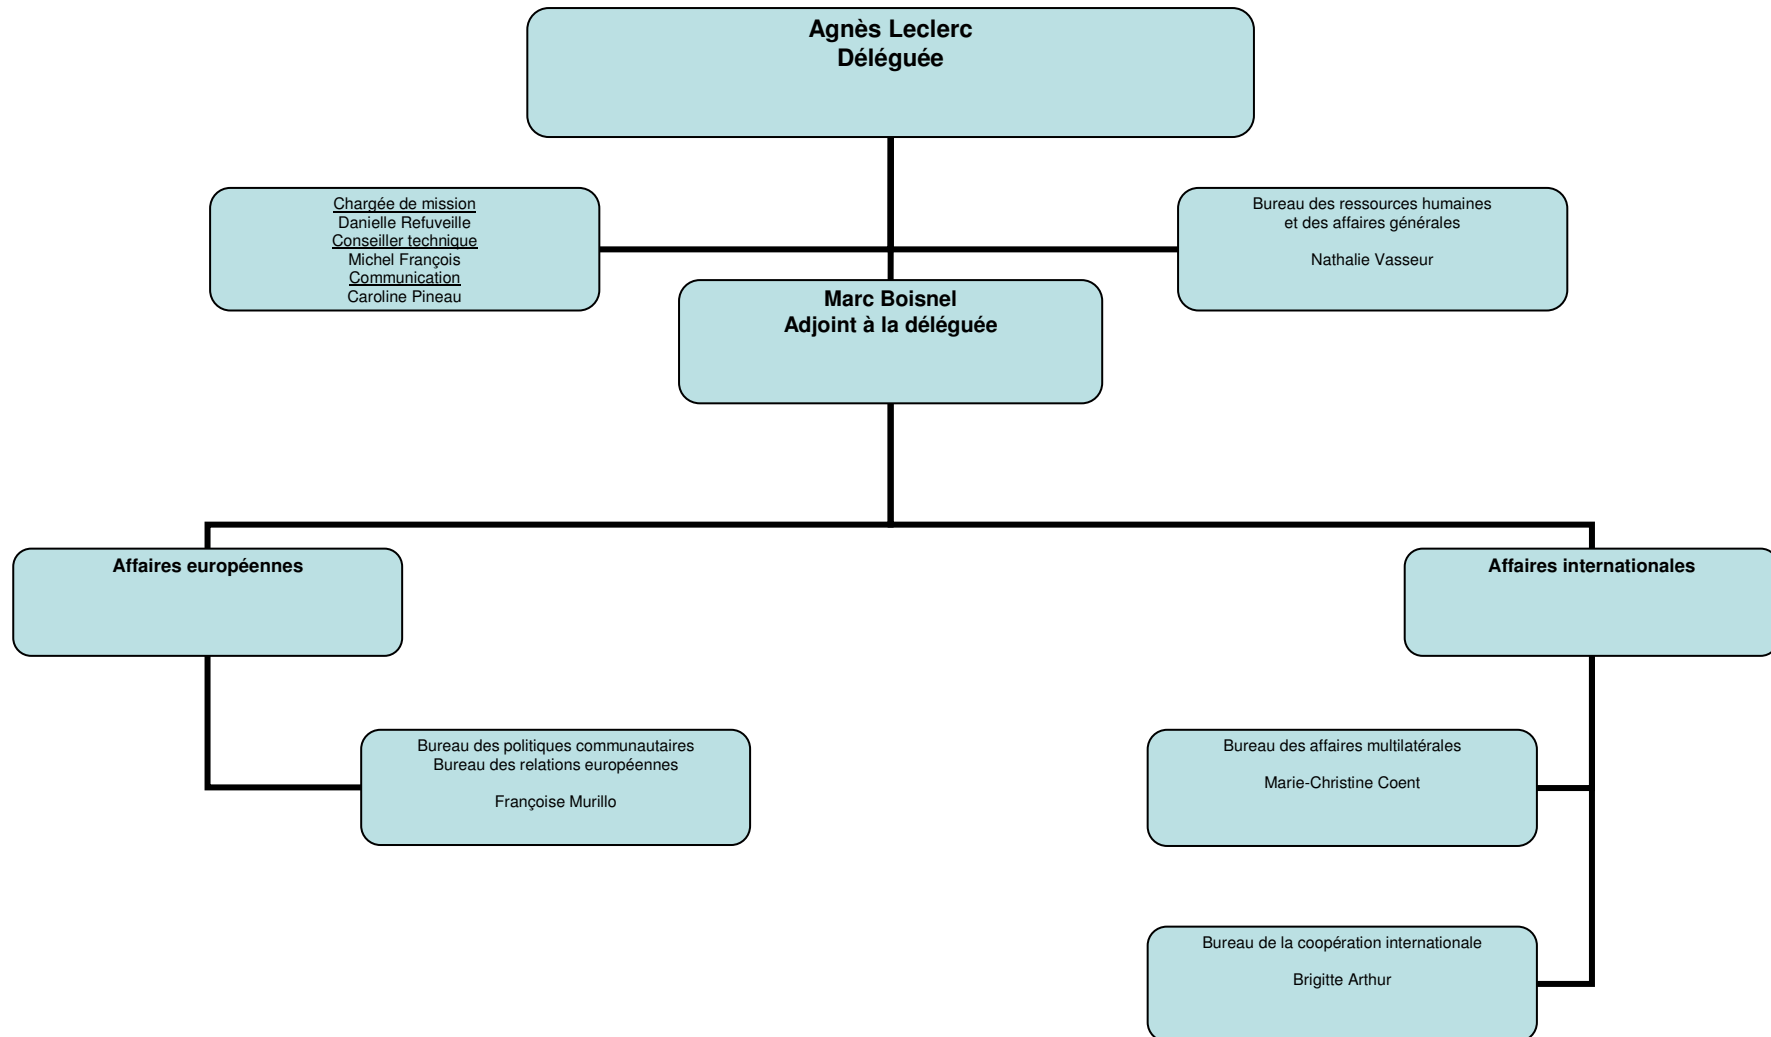 Agnès Leclerc
Déléguée
Chargée de mission
Danielle Refuveille
Conseiller technique
Michel François
Communication
Caroline Pineau
Bureau des ressources humaines
et des affaires générales
Nathalie Vasseur
Marc Boisnel
Adjoint à la déléguée
Affaires européennes
Affaires internationales
Bureau des politiques communautaires
Bureau des relations européennes
Françoise Murillo
Bureau des affaires multilatérales
Marie-Christine Coent
Bureau de la coopération internationale
Brigitte Arthur